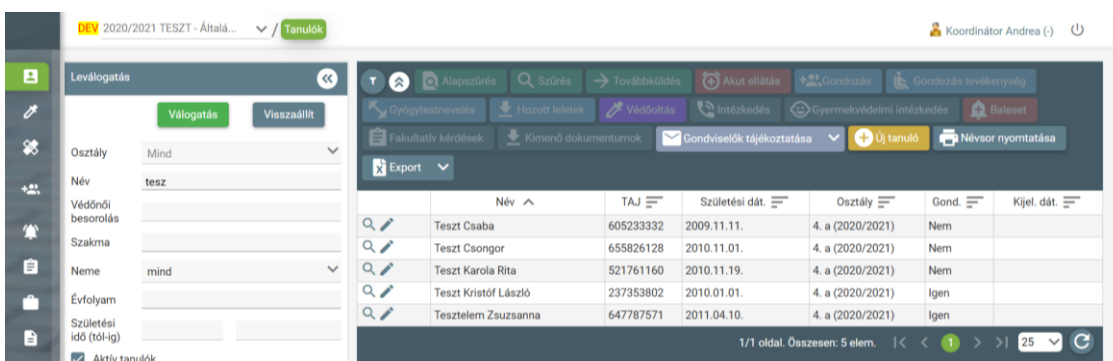 DEV 2020/2021 TESZT - Általá... / Tanulók
Koordinátor Andrea (-)
Leválogatás
Válogatás Visszaállít
Osztály Mind
Név tesz
Védőnői
besorolás
Szakma
Neme mind
Évfolyam
Születési
idő (tól-ig)
Aktív tanulók
Alapszűrés Szűrés Továbbküldés Akut ellátás Gondozás Gondozás tevékenység
Gyógytestnevelés Hozott leletek Védőoltás Intézkedés Gyermekvédelmi intézkedés Baleset
Fakultatív kérdések Kimenő dokumentumok Gondviselők tájékoztatása Új tanuló Névsor nyomtatása
Export
Név TAJ Születési dát. Osztály Gond. Kijel. dát.
Teszt Csaba 605233332 2009.11.11. 4. a (2020/2021) Nem
Teszt Csongor 655826128 2010.11.01. 4. a (2020/2021) Nem
Teszt Karola Rita 521761160 2010.11.19. 4. a (2020/2021) Nem
Teszt Kristóf László 237353802 2010.01.01. 4. a (2020/2021) Igen
Tesztelem Zsuzsanna 647787571 2011.04.10. 4. a (2020/2021) Igen
1/1 oldal. Összesen: 5 elem. 1 25